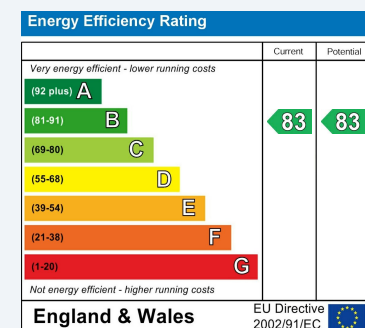 Energy Efficiency Rating
Current Potential
Very energy efficient - lower running costs
(92 plus) A
(81-91) B 83 83
(69-80) C
(55-68) D
(39-54) E
(21-38) F
(1-20) G
Not energy efficient - higher running costs
England & Wales
EU Directive
2002/91/EC